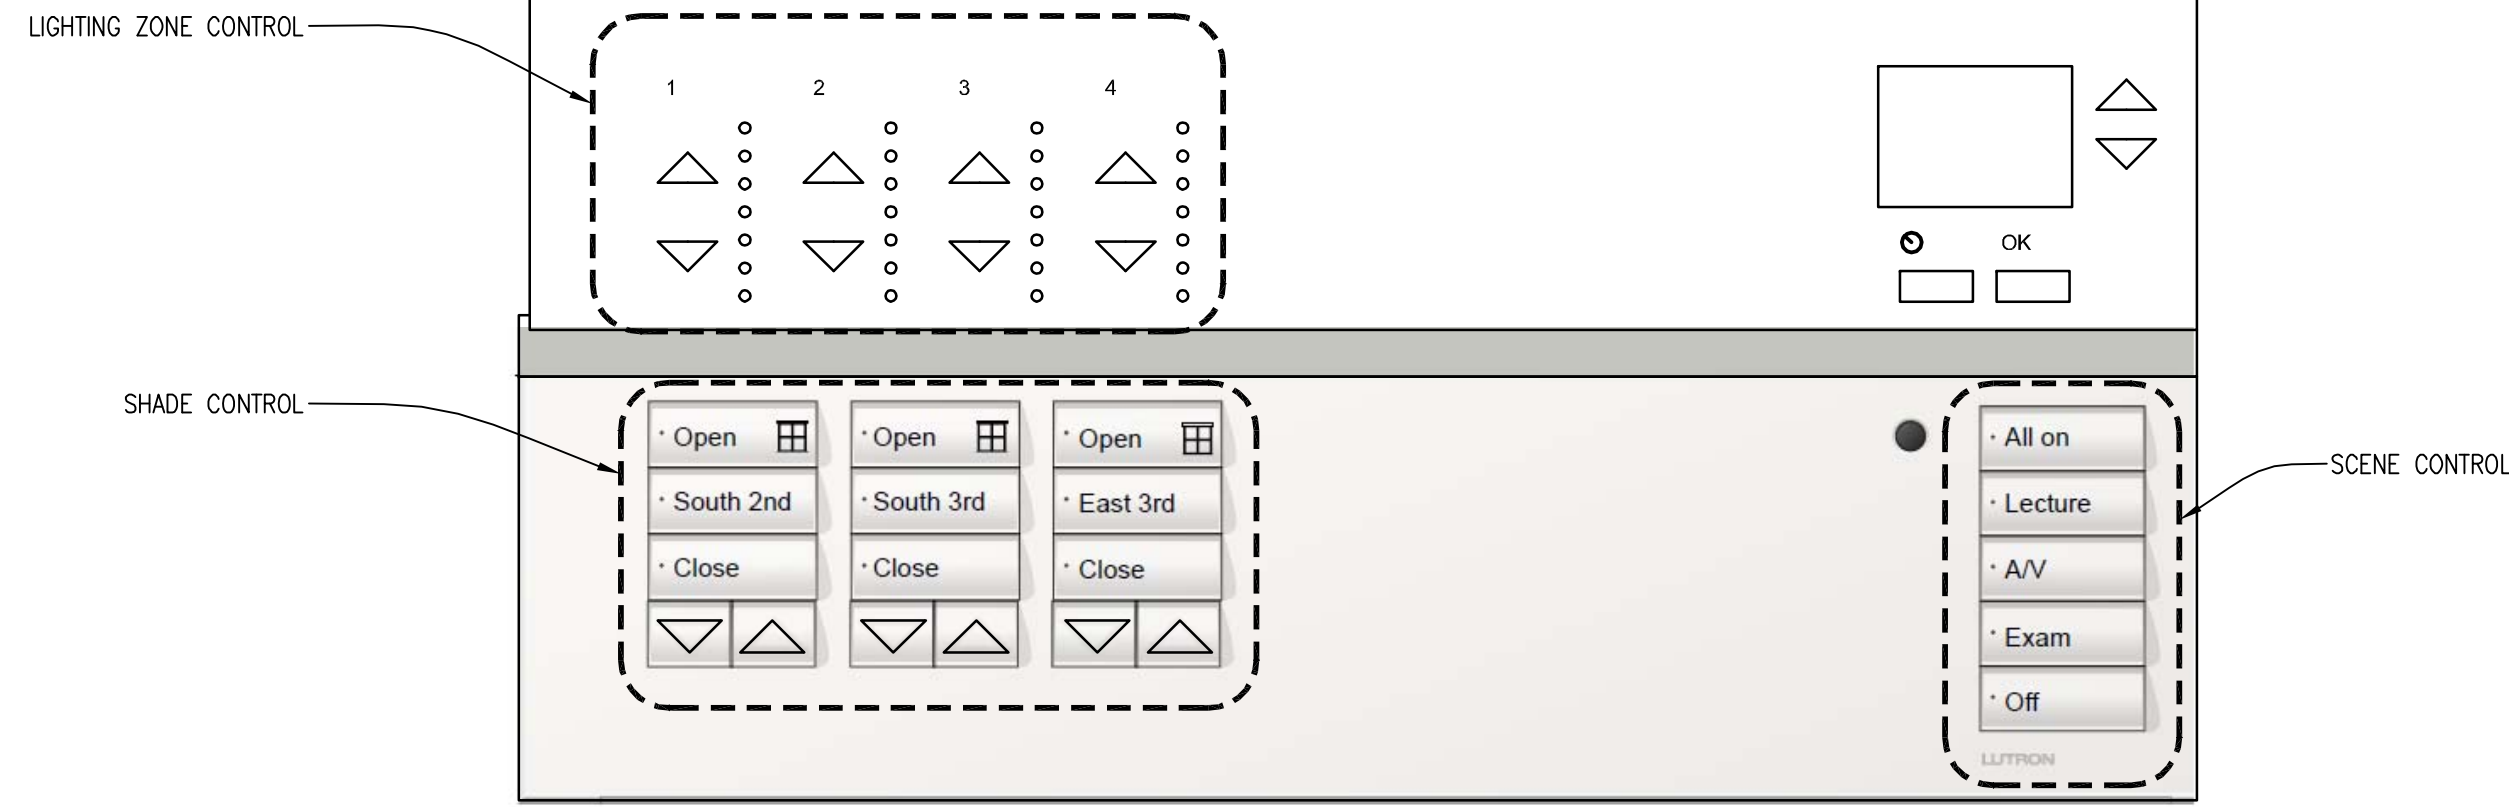 LIGHTING ZONE CONTROL
1 2 3 4
OK
SHADE CONTROL
Open Open Open
South 2nd South 3rd East 3rd
Close Close Close
All on
Lecture
A/V
Exam
Off
SCENE CONTROL
LUTRON